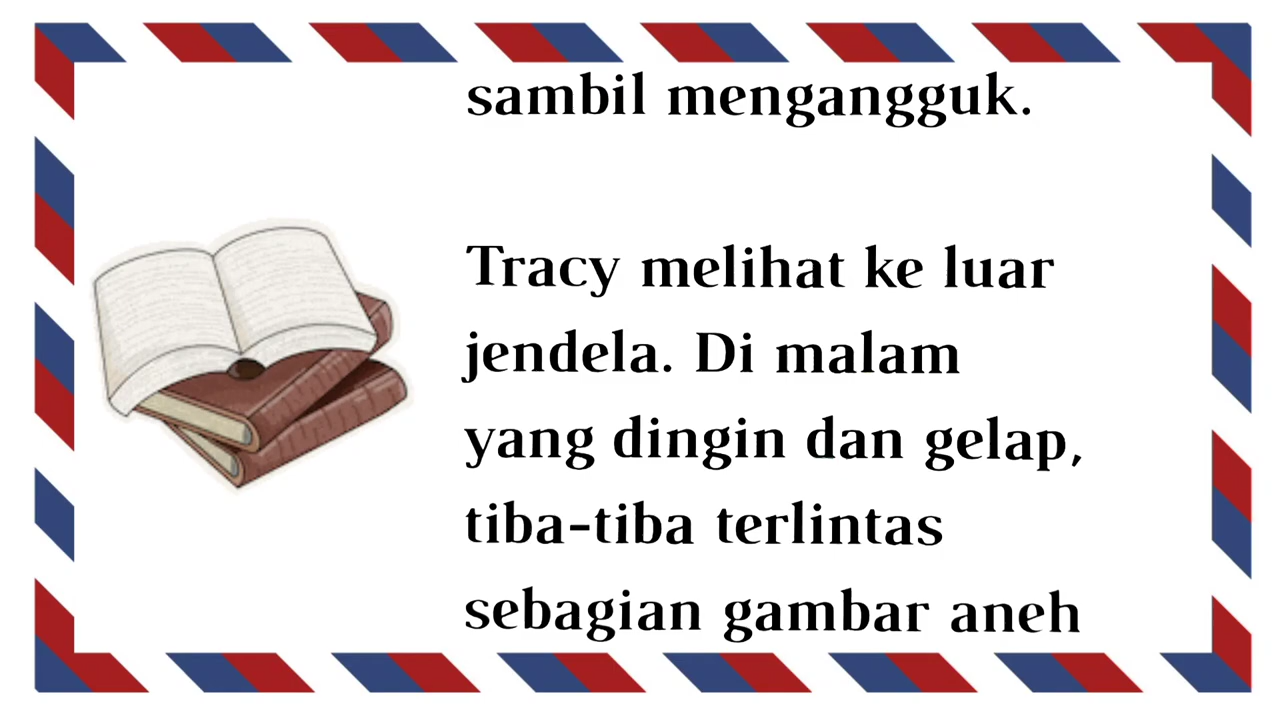 sambil mengangguk.
Tracy melihat ke luar
jendela. Di malam
yang dingin dan gelap,
tiba-tiba terlintas
sebagian gambar aneh